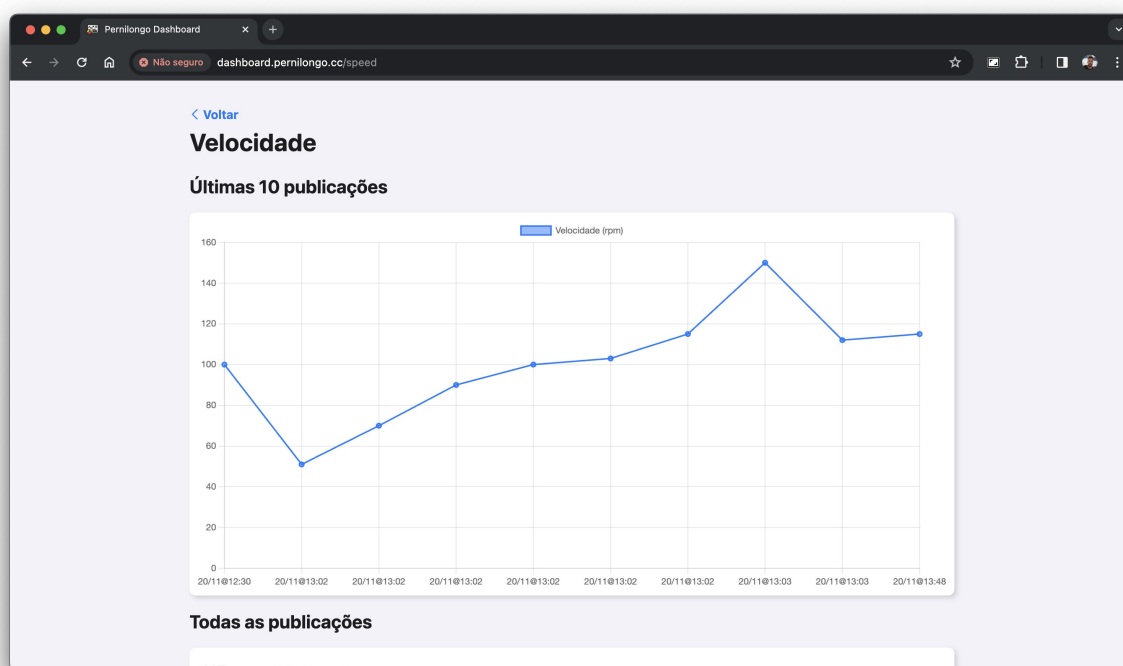 Pernilongo Dashboard
Não seguro dashboard.pernilongo.cc/speed
Voltar
Velocidade
Últimas 10 publicações
Velocidade (rpm)
160
140
120
100
80
60
40
20
0
20/11@12:30 20/11@13:02 20/11@13:02 20/11@13:02 20/11@13:02 20/11@13:02 20/11@13:02 20/11@13:03 20/11@13:03 20/11@13:48
Todas as publicações